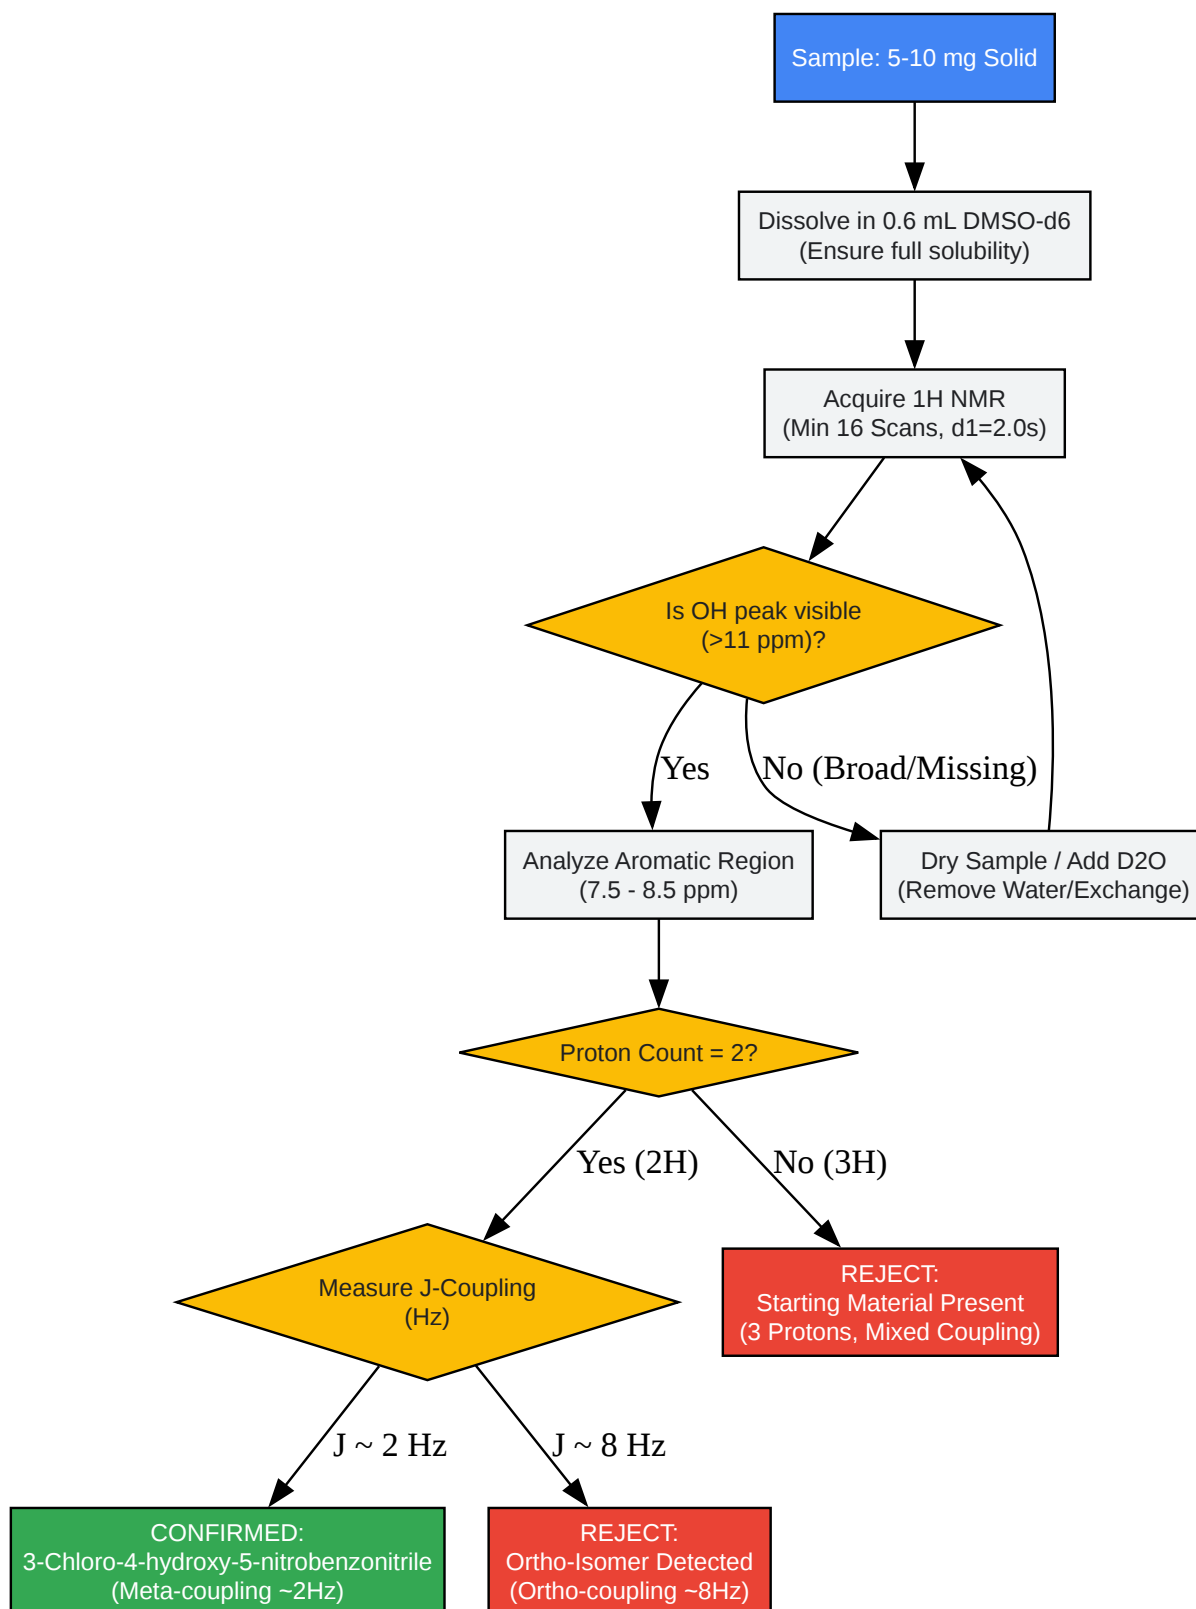 Sample: 5-10 mg Solid
Dissolve in 0.6 mL DMSO-d6
(Ensure full solubility)
Acquire 1H NMR
(Min 16 Scans, d1=2.0s)
Is OH peak visible
(>11 ppm)?
Yes
No (Broad/Missing)
Analyze Aromatic Region
(7.5 - 8.5 ppm)
Dry Sample / Add D2O
(Remove Water/Exchange)
Proton Count = 2?
Yes (2H)
No (3H)
Measure J-Coupling
(Hz)
REJECT:
Starting Material Present
(3 Protons, Mixed Coupling)
J ~ 2 Hz
J ~ 8 Hz
CONFIRMED:
3-Chloro-4-hydroxy-5-nitrobenzonitrile
(Meta-coupling ~2Hz)
REJECT:
Ortho-Isomer Detected
(Ortho-coupling ~8Hz)